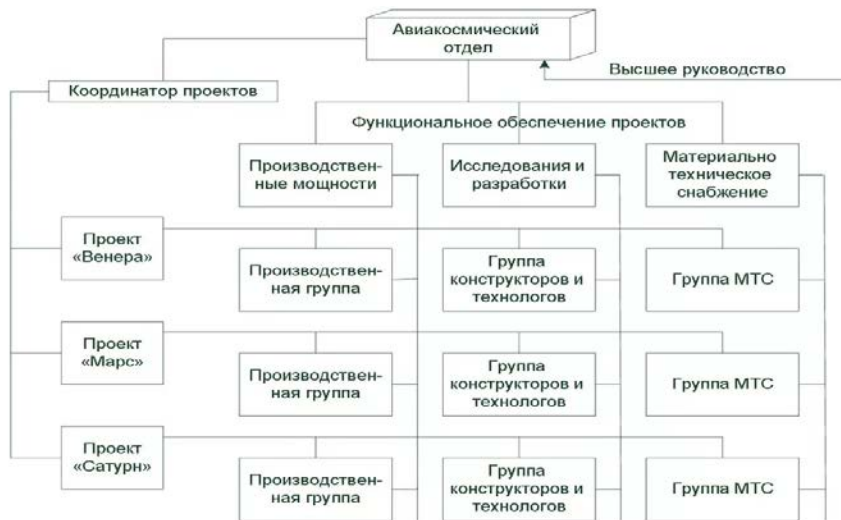 Авиакосмический
отдел
Высшее руководство
Координатор проектов
Функциональное обеспечение проектов
Производствен-
ные мощности
Исследования и
разработки
Материально
техническое
снабжение
Проект
«Венера»
Производствен-
ная группа
Группа
конструкторов и
технологов
Группа МТС
Проект
«Марс»
Производствен-
ная группа
Группа
конструкторов и
технологов
Группа МТС
Проект
«Сатурн»
Производствен-
ная группа
Группа
конструкторов и
технологов
Группа МТС